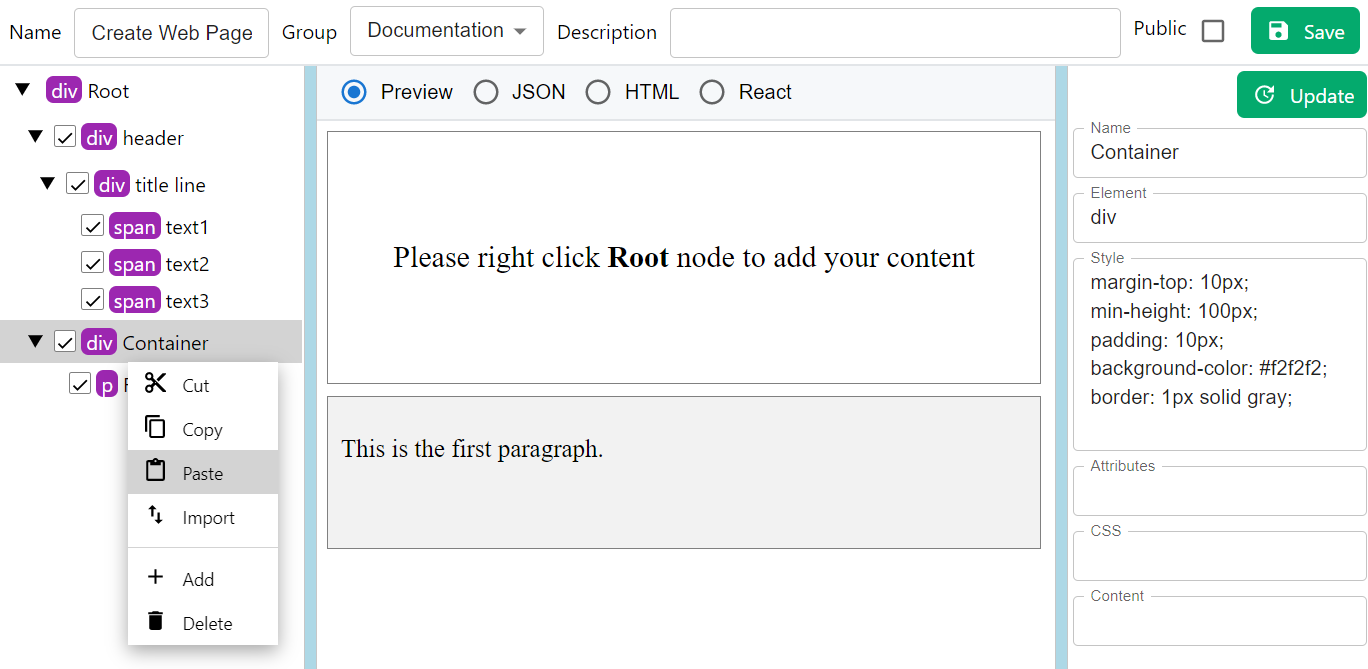 Name Create Web Page Group Documentation Description Public Save
div Root
div header
div title line
span text1
span text2
span text3
div Container
p
Cut
Copy
Paste
Import
Add
Delete
Preview JSON HTML React
Please right click Root node to add your content
This is the first paragraph.
Update
Name
Container
Element
div
Style
margin-top: 10px;
min-height: 100px;
padding: 10px;
background-color: #f2f2f2;
border: 1px solid gray;
Attributes
CSS
Content